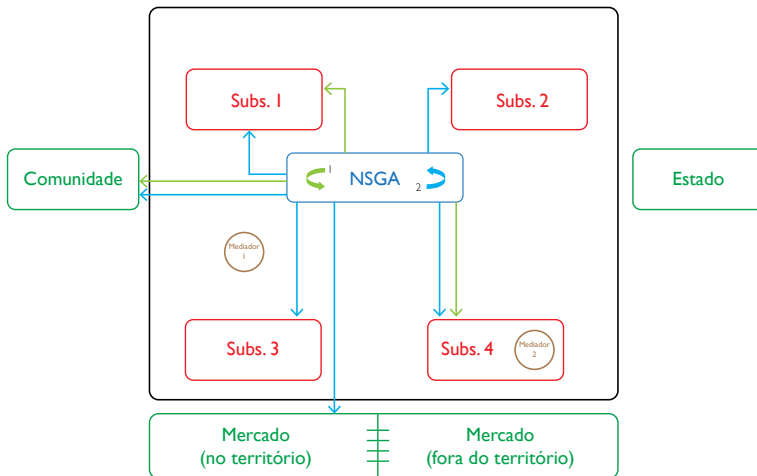 Subs. 1
Subs. 2
Comunidade
1
NSGA
2
Estado
Mediador
1
Subs. 3
Subs. 4
Mediador
2
Mercado
(no território)
Mercado
(fora do território)